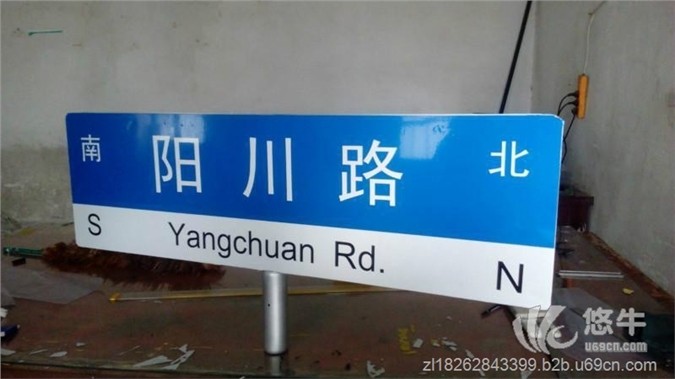 南 阳川路 北
S Yangchuan Rd. N
悠牛
u69cn.com
zl18262843399.b2b.u69cn.com